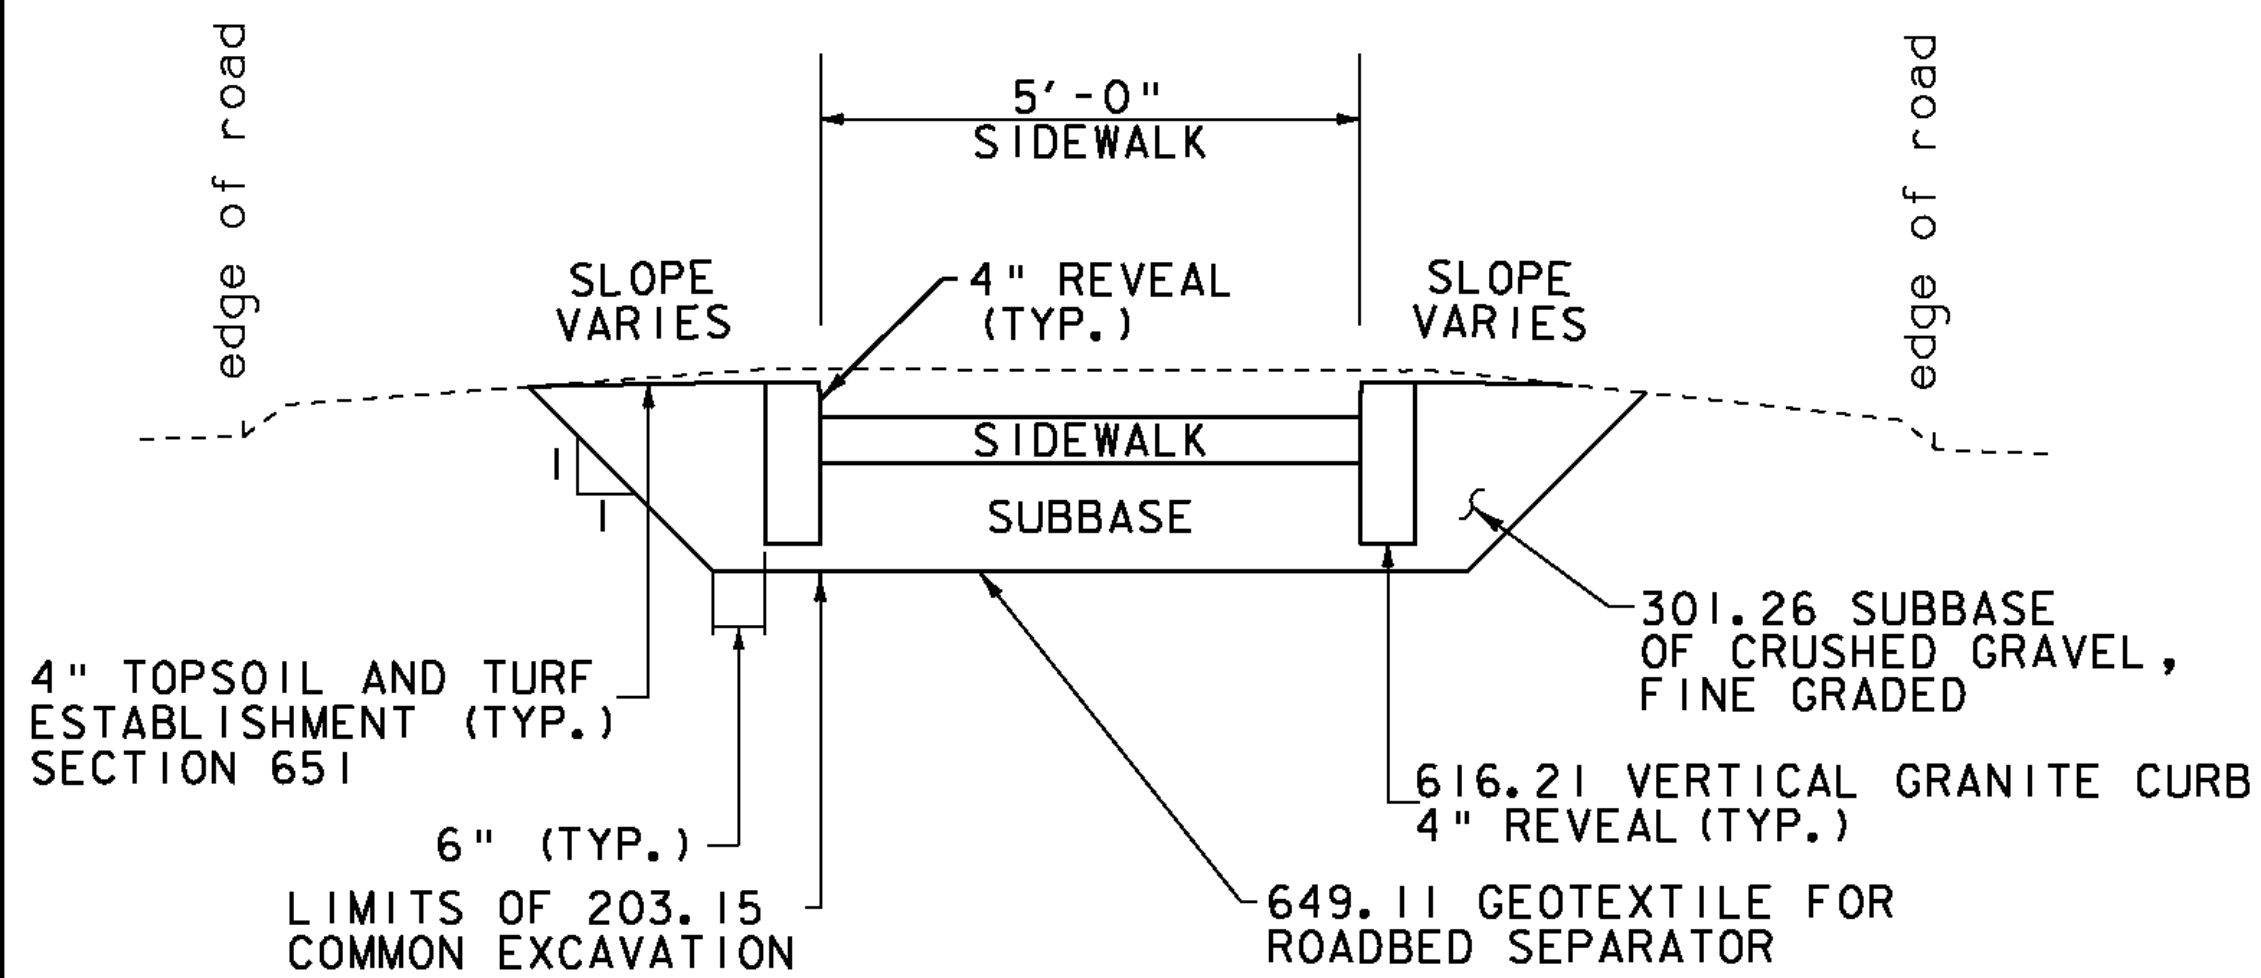 edge of road
edge of road
5'-0"
SIDEWALK
SLOPE
VARIES
4" REVEAL
(TYP.)
SLOPE
VARIES
SIDEWALK
1
1
SUBBASE
301.26 SUBBASE
OF CRUSHED GRAVEL,
FINE GRADED
4" TOPSOIL AND TURF
ESTABLISHMENT (TYP.)
SECTION 651
616.21 VERTICAL GRANITE CURB
4" REVEAL (TYP.)
6" (TYP.)
LIMITS OF 203.15
COMMON EXCAVATION
649.11 GEOTEXTILE FOR
ROADBED SEPARATOR